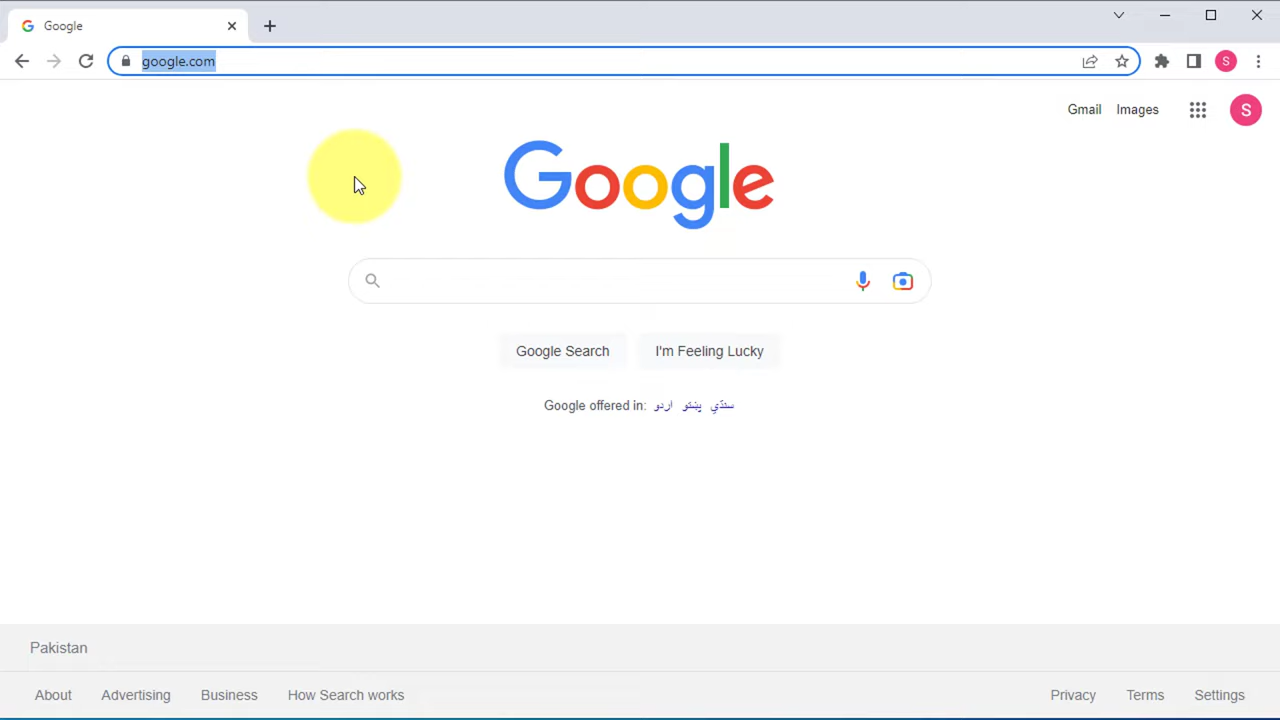 Google
google.com
S
Gmail Images S
Google
Google Search I'm Feeling Lucky
Google offered in: اردو پښتو سنڌي
Pakistan
About Advertising Business How Search works Privacy Terms Settings